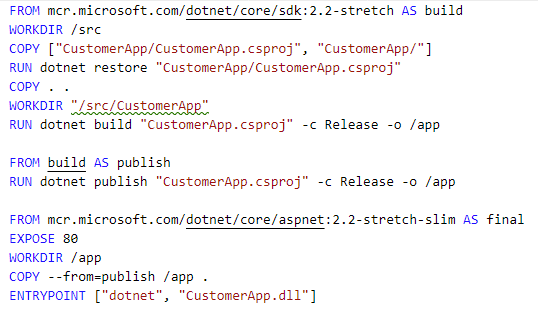 FROM mcr.microsoft.com/dotnet/core/sdk:2.2-stretch AS build
WORKDIR /src
COPY ["CustomerApp/CustomerApp.csproj", "CustomerApp/"]
RUN dotnet restore "CustomerApp/CustomerApp.csproj"
COPY . .
WORKDIR "/src/CustomerApp"
RUN dotnet build "CustomerApp.csproj" -c Release -o /app

FROM build AS publish
RUN dotnet publish "CustomerApp.csproj" -c Release -o /app

FROM mcr.microsoft.com/dotnet/core/aspnet:2.2-stretch-slim AS final
EXPOSE 80
WORKDIR /app
COPY --from=publish /app .
ENTRYPOINT ["dotnet", "CustomerApp.dll"]